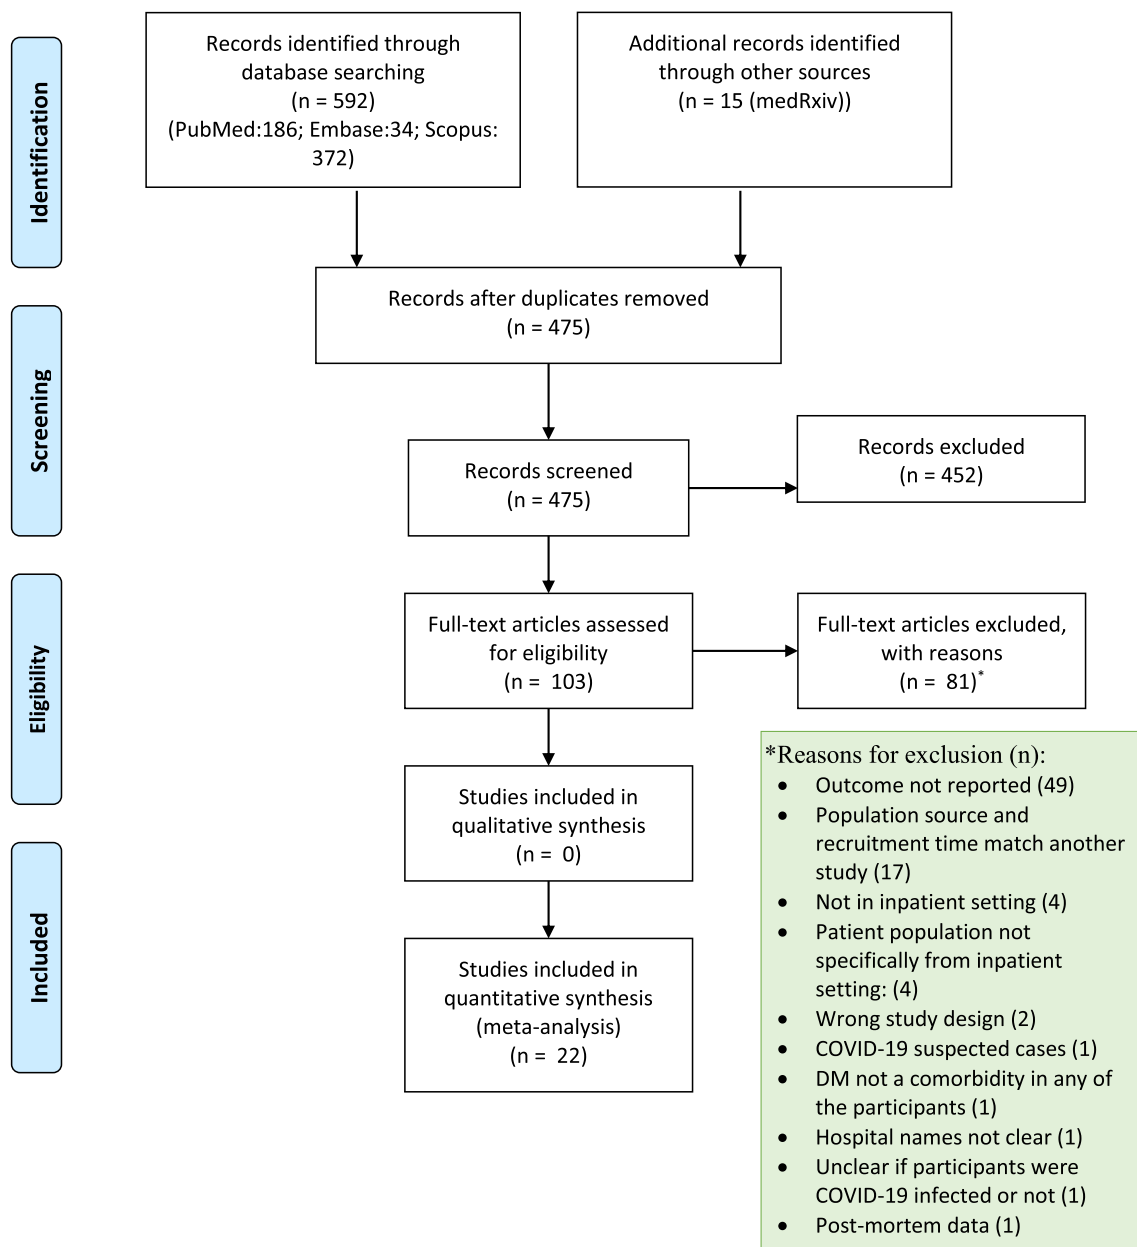 Identification
Records identified through
database searching
(n = 592)
(PubMed:186; Embase:34; Scopus:
372)
Additional records identified
through other sources
(n = 15 (medRxiv))
Records after duplicates removed
(n = 475)
Screening
Records screened
(n = 475)
Records excluded
(n = 452)
Eligibility
Full-text articles assessed
for eligibility
(n = 103)
Full-text articles excluded,
with reasons
(n = 81)*
Studies included in
qualitative synthesis
(n = 0)
Included
Studies included in
quantitative synthesis
(meta-analysis)
(n = 22)
*Reasons for exclusion (n):
• Outcome not reported (49)
• Population source and
recruitment time match another
study (17)
• Not in inpatient setting (4)
• Patient population not
specifically from inpatient
setting: (4)
• Wrong study design (2)
• COVID-19 suspected cases (1)
• DM not a comorbidity in any of
the participants (1)
• Hospital names not clear (1)
• Unclear if participants were
COVID-19 infected or not (1)
• Post-mortem data (1)